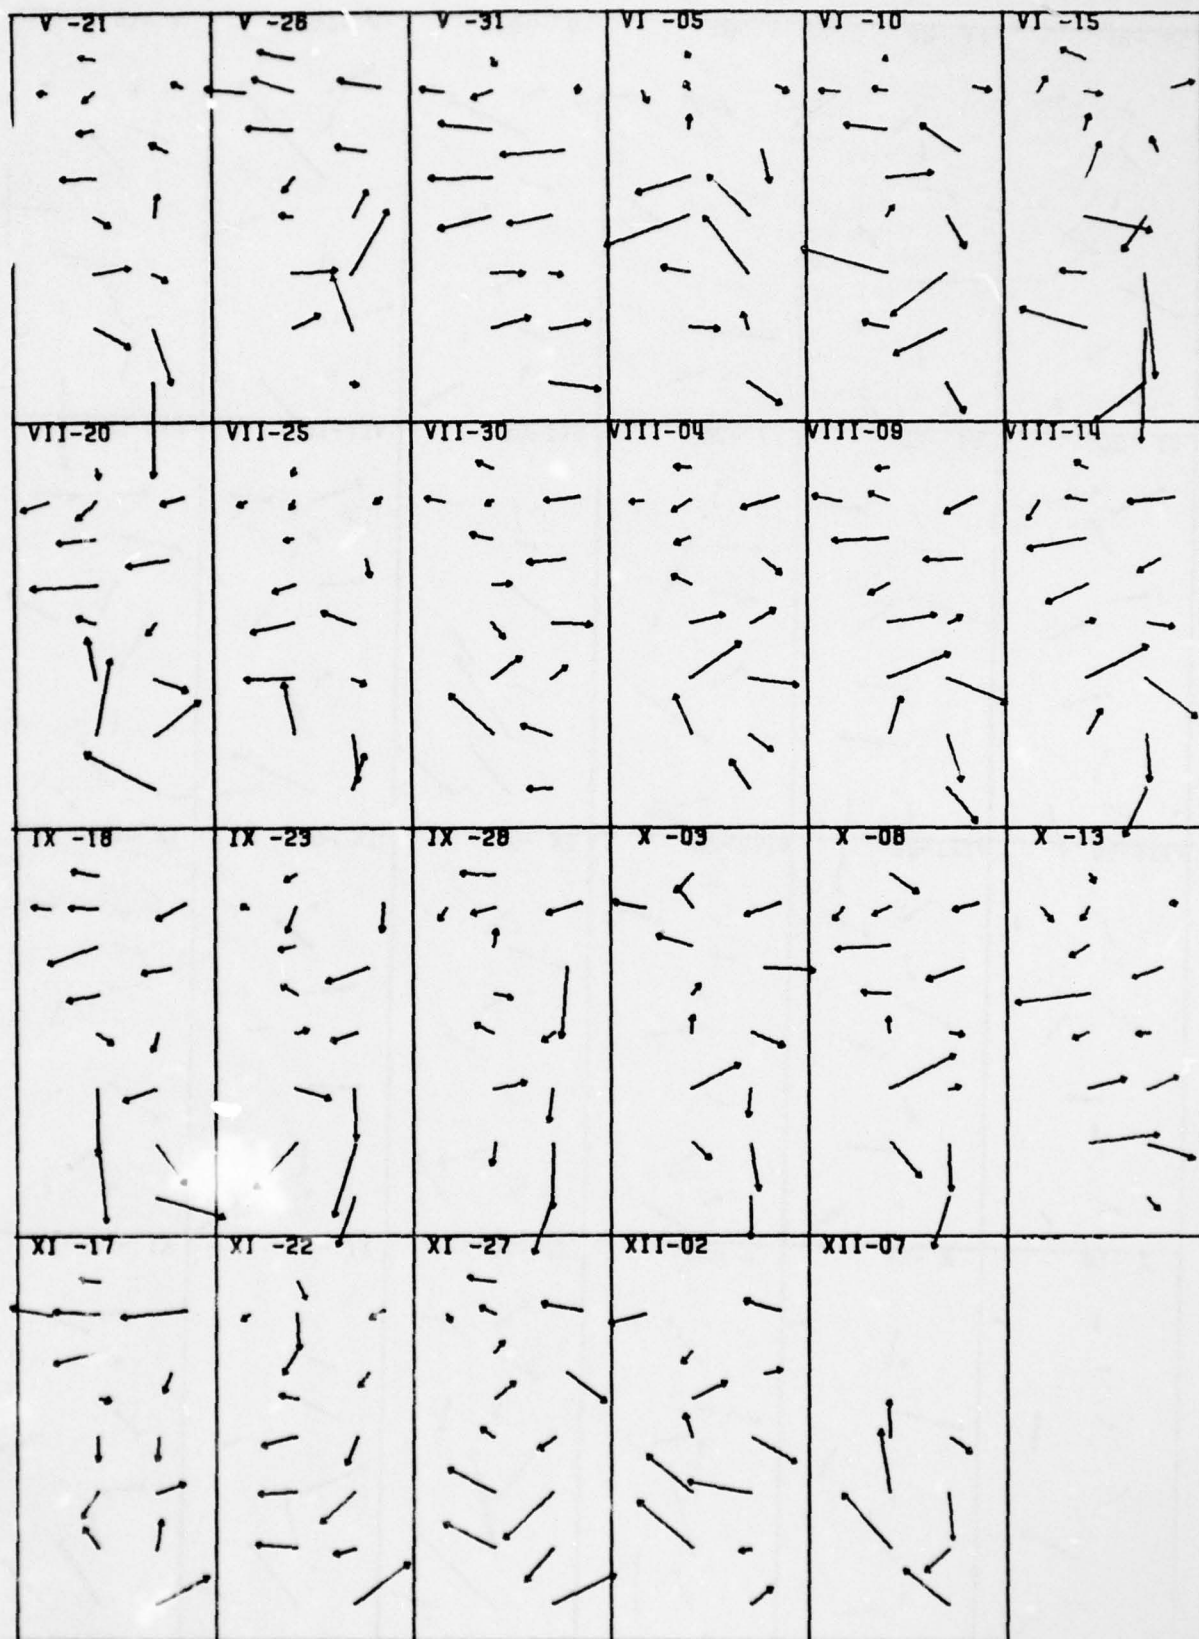 V -21 V -26 V -31 VI -05 VI -10 VI -15
VII-20 VII-25 VII-30 VIII-04 VIII-09 VIII-14
IX -18 IX -23 IX -28 X -03 X -08 X -13
XI -17 XI -22 XI -27 XII-02 XII-07